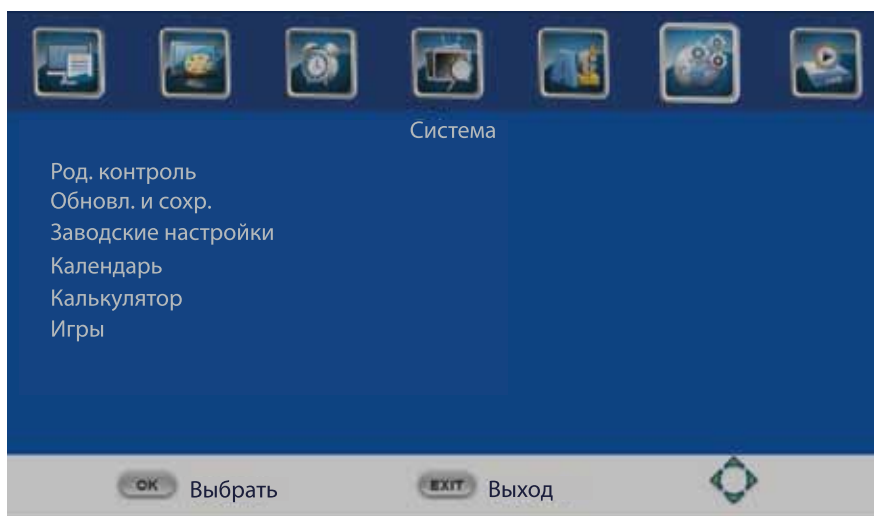 Система
Род. контроль
Обновл. и сохр.
Заводские настройки
Календарь
Калькулятор
Игры
OK Выбрать EXIT Выход